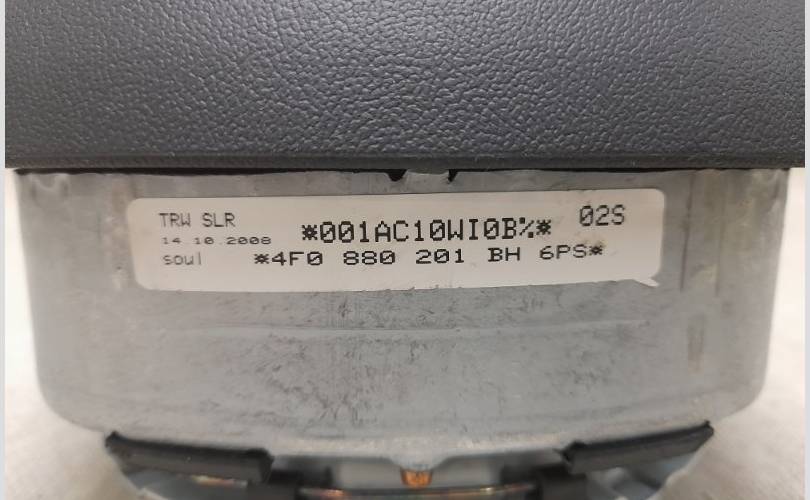 TRW SLR
*001AC10WI0B%* 02S
14.10.2008
soul *4F0 880 201 BH 6PS*